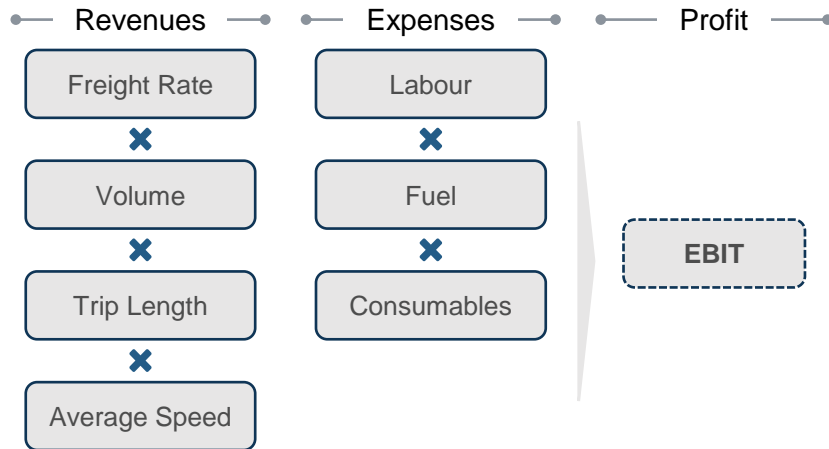 Revenues
Freight Rate
Volume
Trip Length
Average Speed
Expenses
Labour
Fuel
Consumables
Profit
EBIT